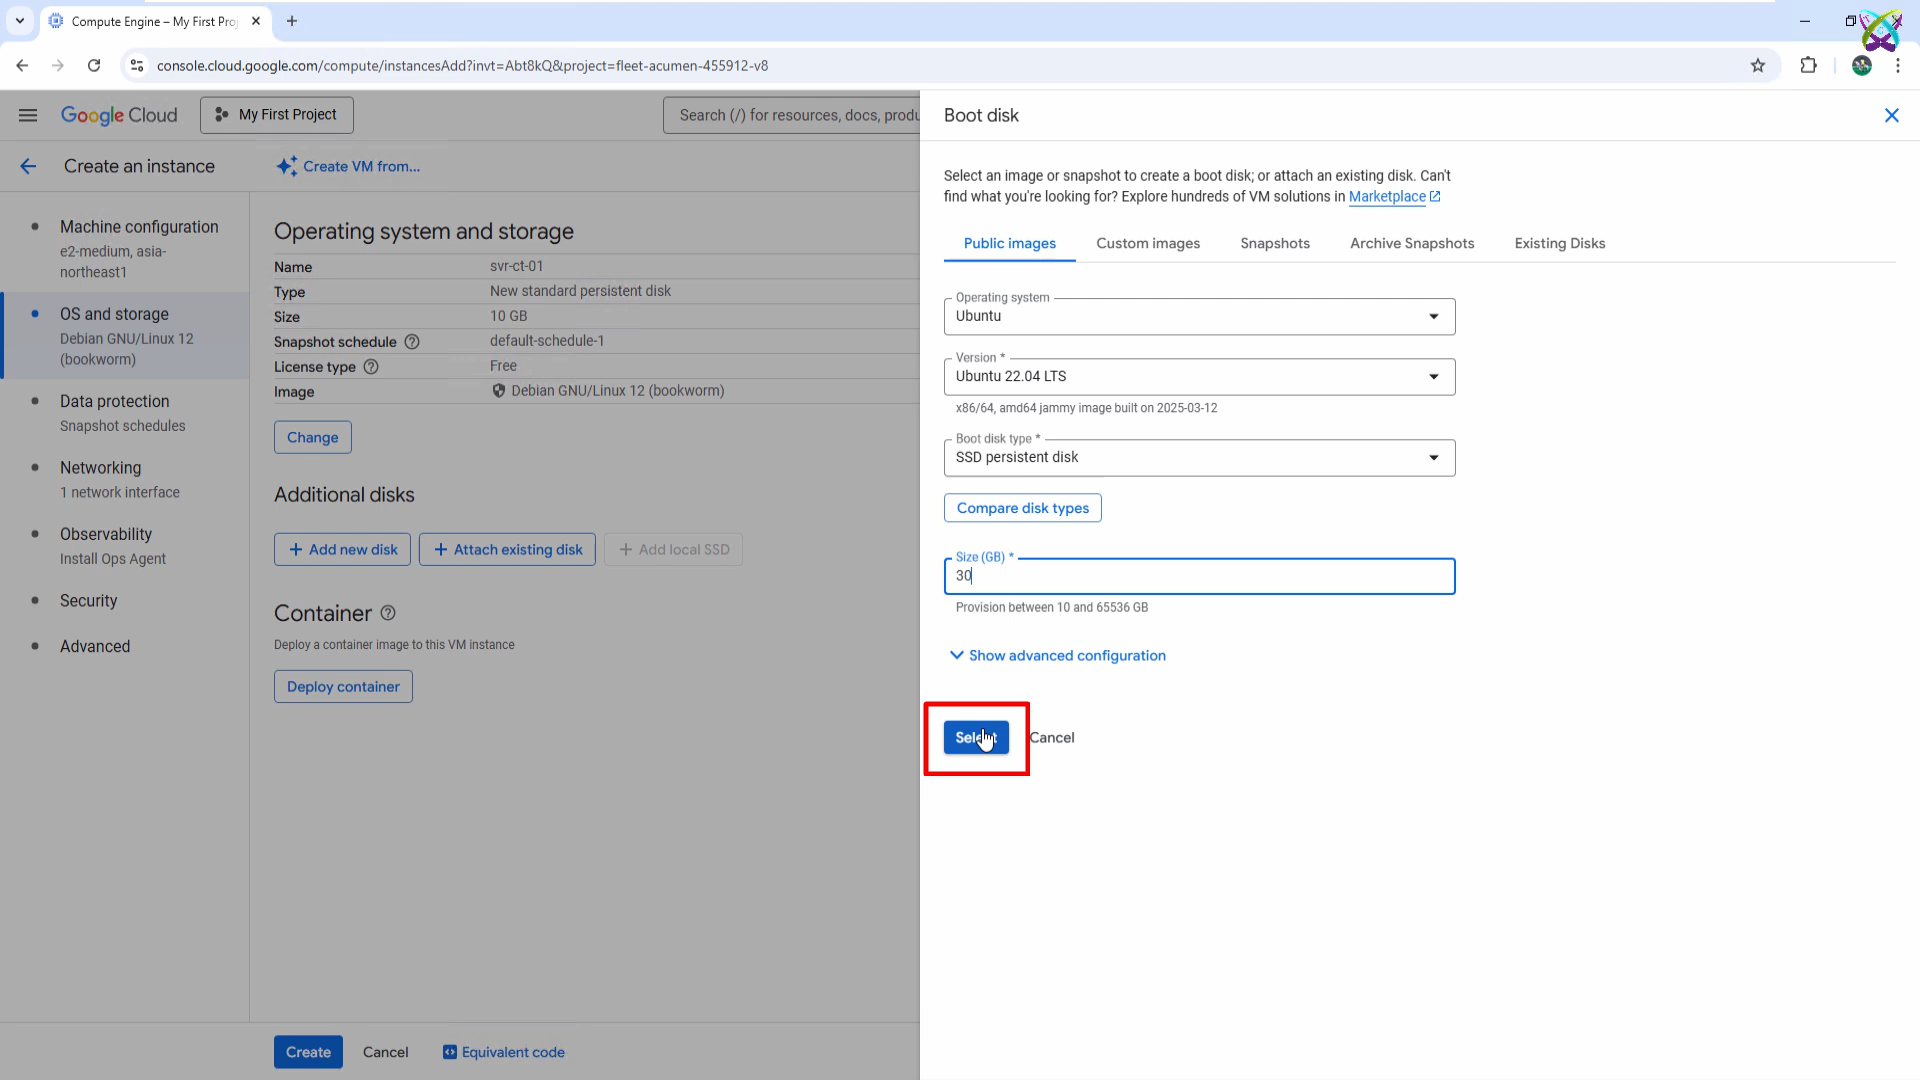 Compute Engine – My First Proj
console.cloud.google.com/compute/instancesAdd?invt=Abt8kQ&project=fleet-acumen-455912-v8
Google Cloud
My First Project
Search (/) for resources, docs, produ
Create an instance
Create VM from...
Machine configuration
e2-medium, asia-
northeast1
OS and storage
Debian GNU/Linux 12
(bookworm)
Data protection
Snapshot schedules
Networking
1 network interface
Observability
Install Ops Agent
Security
Advanced
Operating system and storage
Name svr-ct-01
Type New standard persistent disk
Size 10 GB
Snapshot schedule default-schedule-1
License type Free
Image Debian GNU/Linux 12 (bookworm)
Change
Additional disks
+ Add new disk + Attach existing disk + Add local SSD
Container
Deploy a container image to this VM instance
Deploy container
Create Cancel Equivalent code
Boot disk
Select an image or snapshot to create a boot disk; or attach an existing disk. Can't
find what you're looking for? Explore hundreds of VM solutions in Marketplace
Public images Custom images Snapshots Archive Snapshots Existing Disks
Operating system
Ubuntu
Version *
Ubuntu 22.04 LTS
x86/64, amd64 jammy image built on 2025-03-12
Boot disk type *
SSD persistent disk
Compare disk types
Size (GB) *
30
Provision between 10 and 65536 GB
Show advanced configuration
Select Cancel